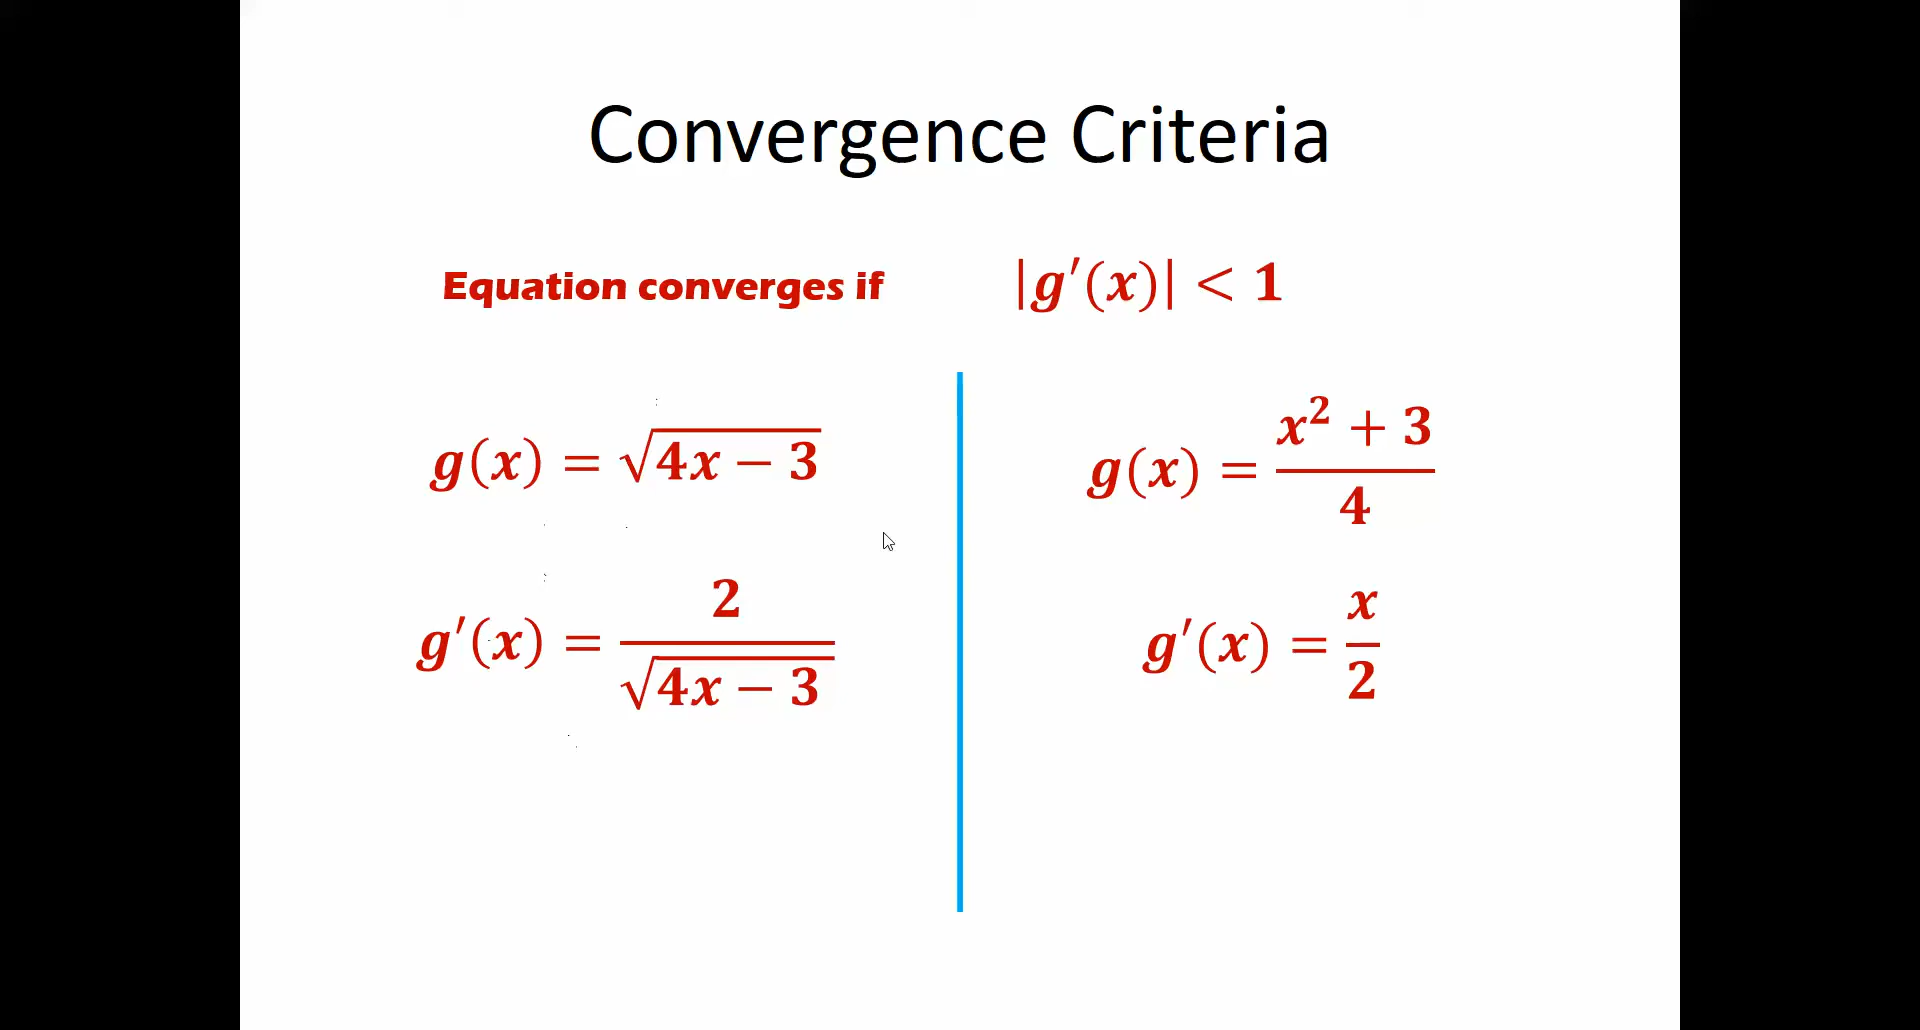 Convergence Criteria
Equation converges if |g′(x)| < 1
g(x) = √(4x − 3)
g′(x) = 2 / √(4x − 3)
g(x) = (x² + 3) / 4
g′(x) = x / 2